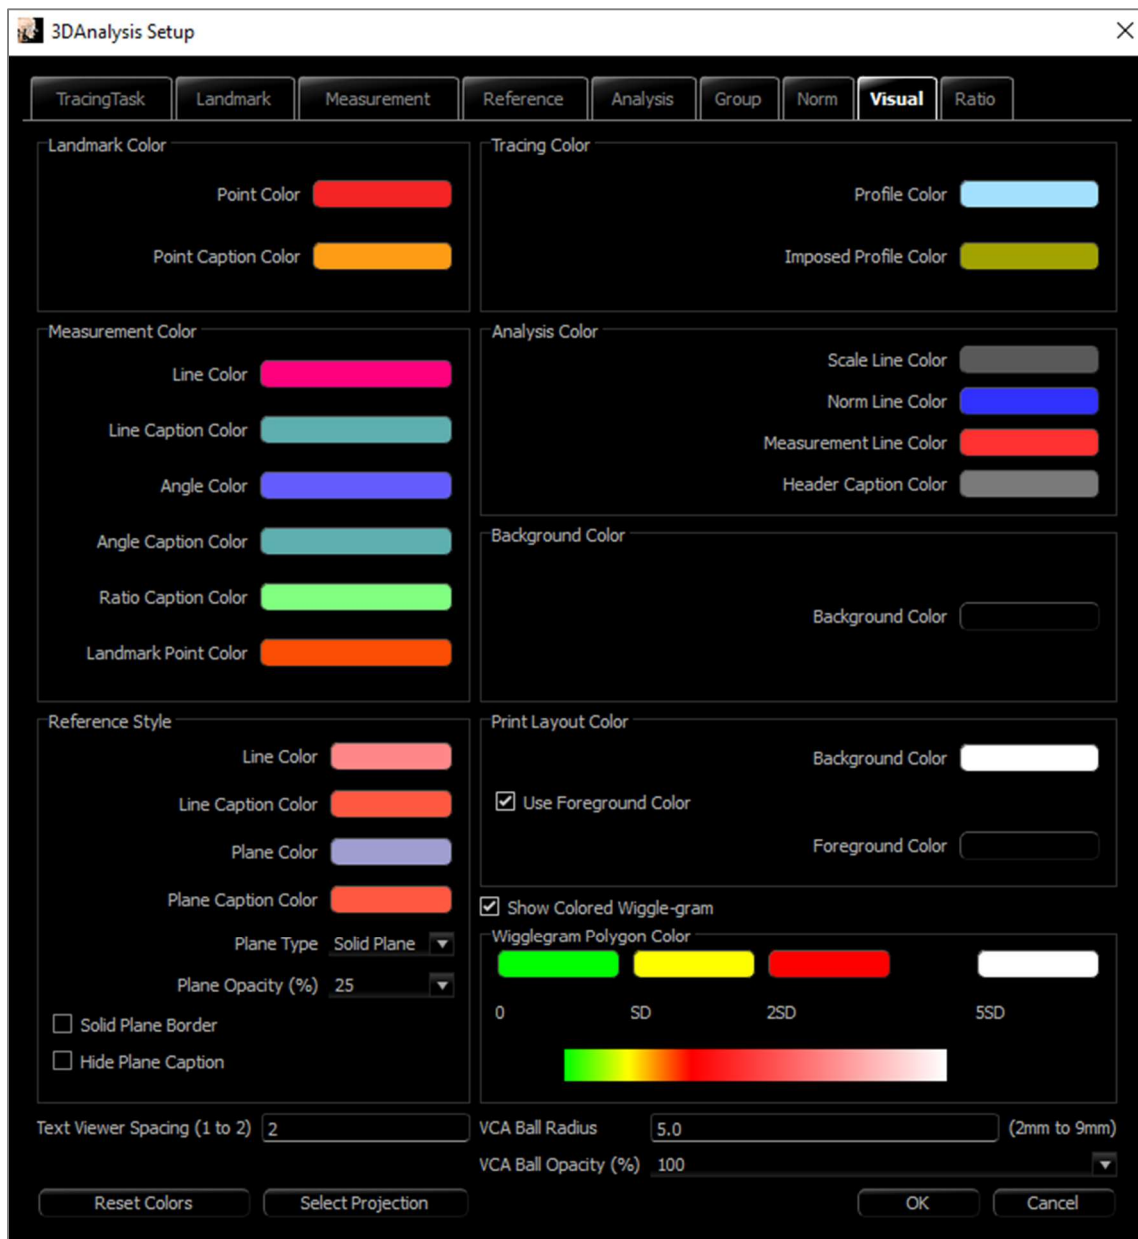 3DAnalysis Setup
TracingTask Landmark Measurement Reference Analysis Group Norm Visual Ratio
Landmark Color
Point Color
Point Caption Color
Tracing Color
Profile Color
Imposed Profile Color
Measurement Color
Line Color
Line Caption Color
Angle Color
Angle Caption Color
Ratio Caption Color
Landmark Point Color
Analysis Color
Scale Line Color
Norm Line Color
Measurement Line Color
Header Caption Color
Background Color
Background Color
Reference Style
Line Color
Line Caption Color
Plane Color
Plane Caption Color
Plane Type Solid Plane
Plane Opacity (%) 25
Solid Plane Border
Hide Plane Caption
Print Layout Color
Background Color
Use Foreground Color
Foreground Color
Show Colored Wiggle-gram
Wigglegram Polygon Color
0 SD 2SD 5SD
Text Viewer Spacing (1 to 2) 2
VCA Ball Radius 5.0 (2mm to 9mm)
VCA Ball Opacity (%) 100
Reset Colors Select Projection OK Cancel